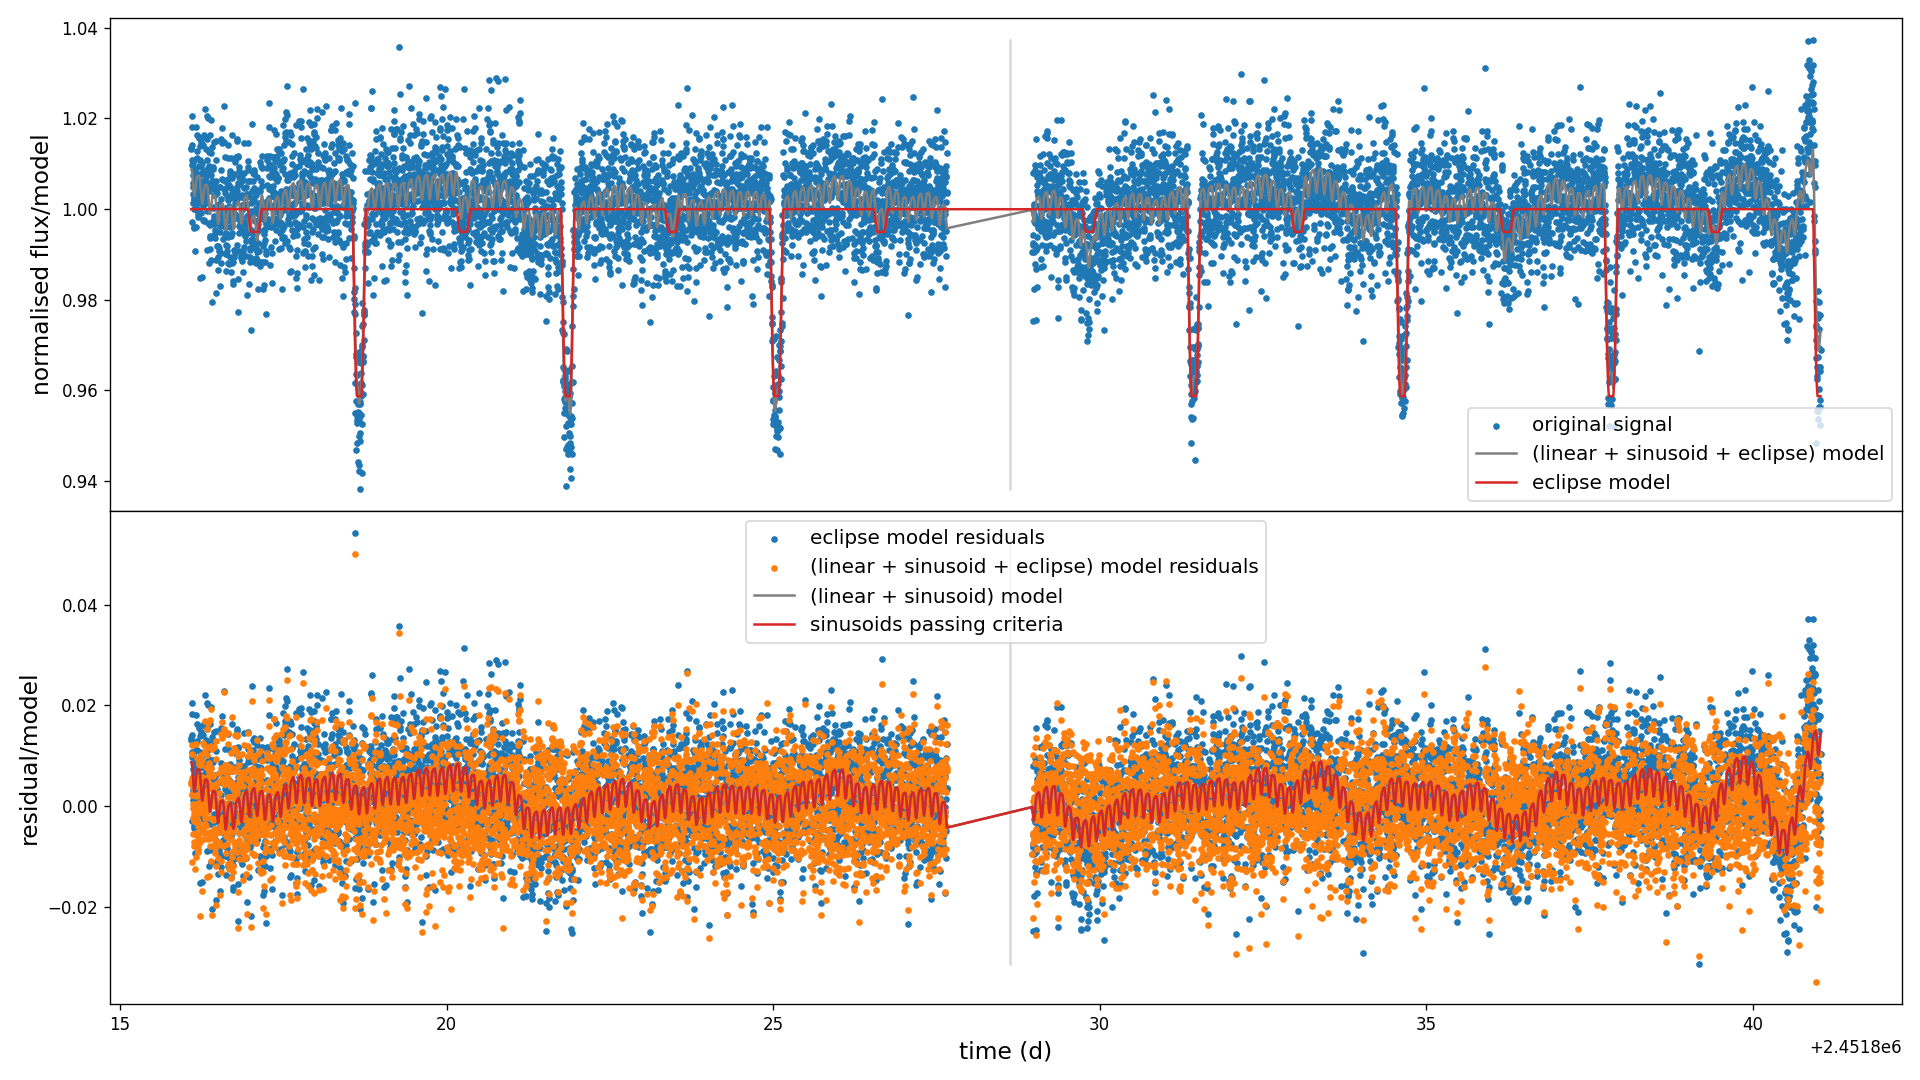 1.04
1.02
1.00
0.98
0.96
0.94
normalised flux/model
original signal
(linear + sinusoid + eclipse) model
eclipse model
eclipse model residuals
(linear + sinusoid + eclipse) model residuals
(linear + sinusoid) model
sinusoids passing criteria
0.04
0.02
0.00
−0.02
residual/model
15
20
25
30
35
40
time (d)
+2.4518e6